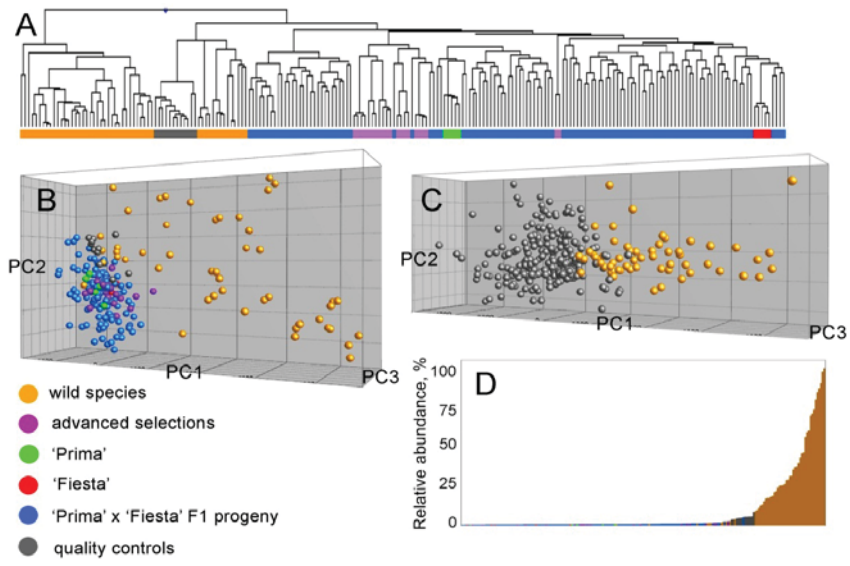 A
B
PC2
PC1
PC3
C
PC2
PC1
PC3
wild species
advanced selections
'Prima'
'Fiesta'
'Prima' x 'Fiesta' F1 progeny
quality controls
D
Relative abundance, %
100
75
50
25
0